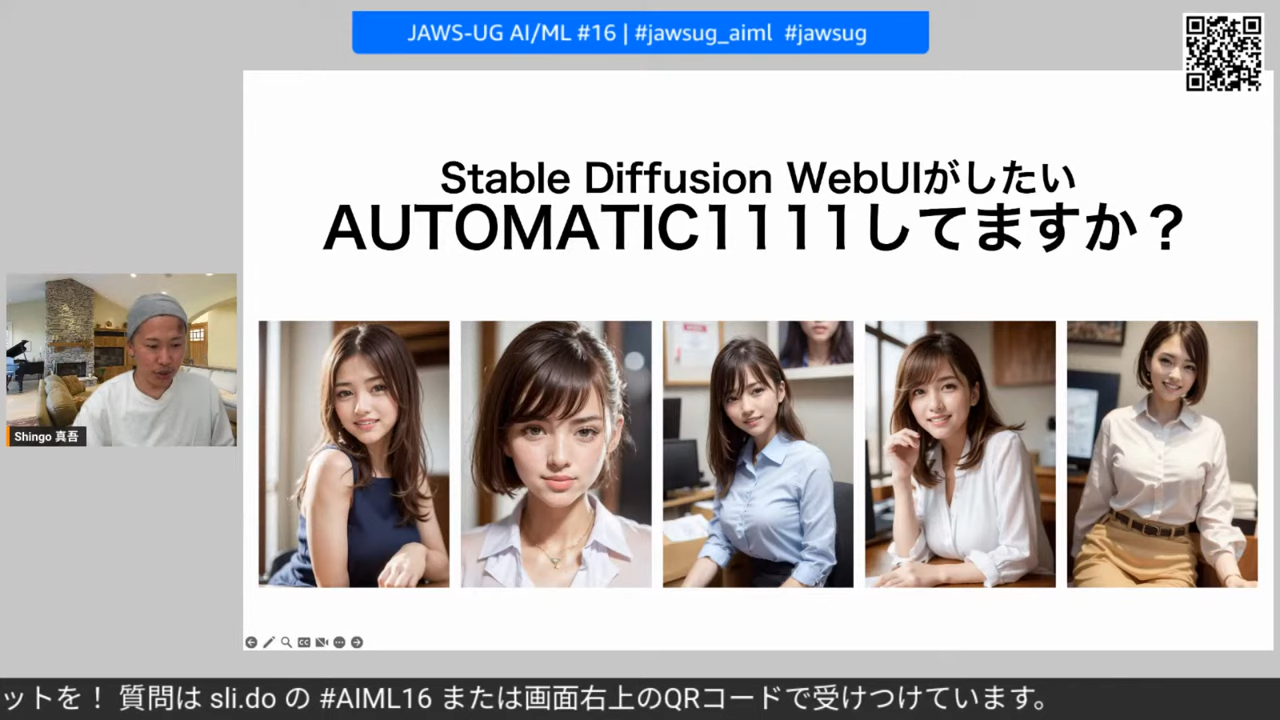 JAWS-UG AI/ML #16 | #jawsug_aiml #jawsug
Stable Diffusion WebUIがしたい
AUTOMATIC1111してますか？
Shingo 真吾
ットを！ 質問は sli.do の #AIML16 または画面右上のQRコードで受けつけています。